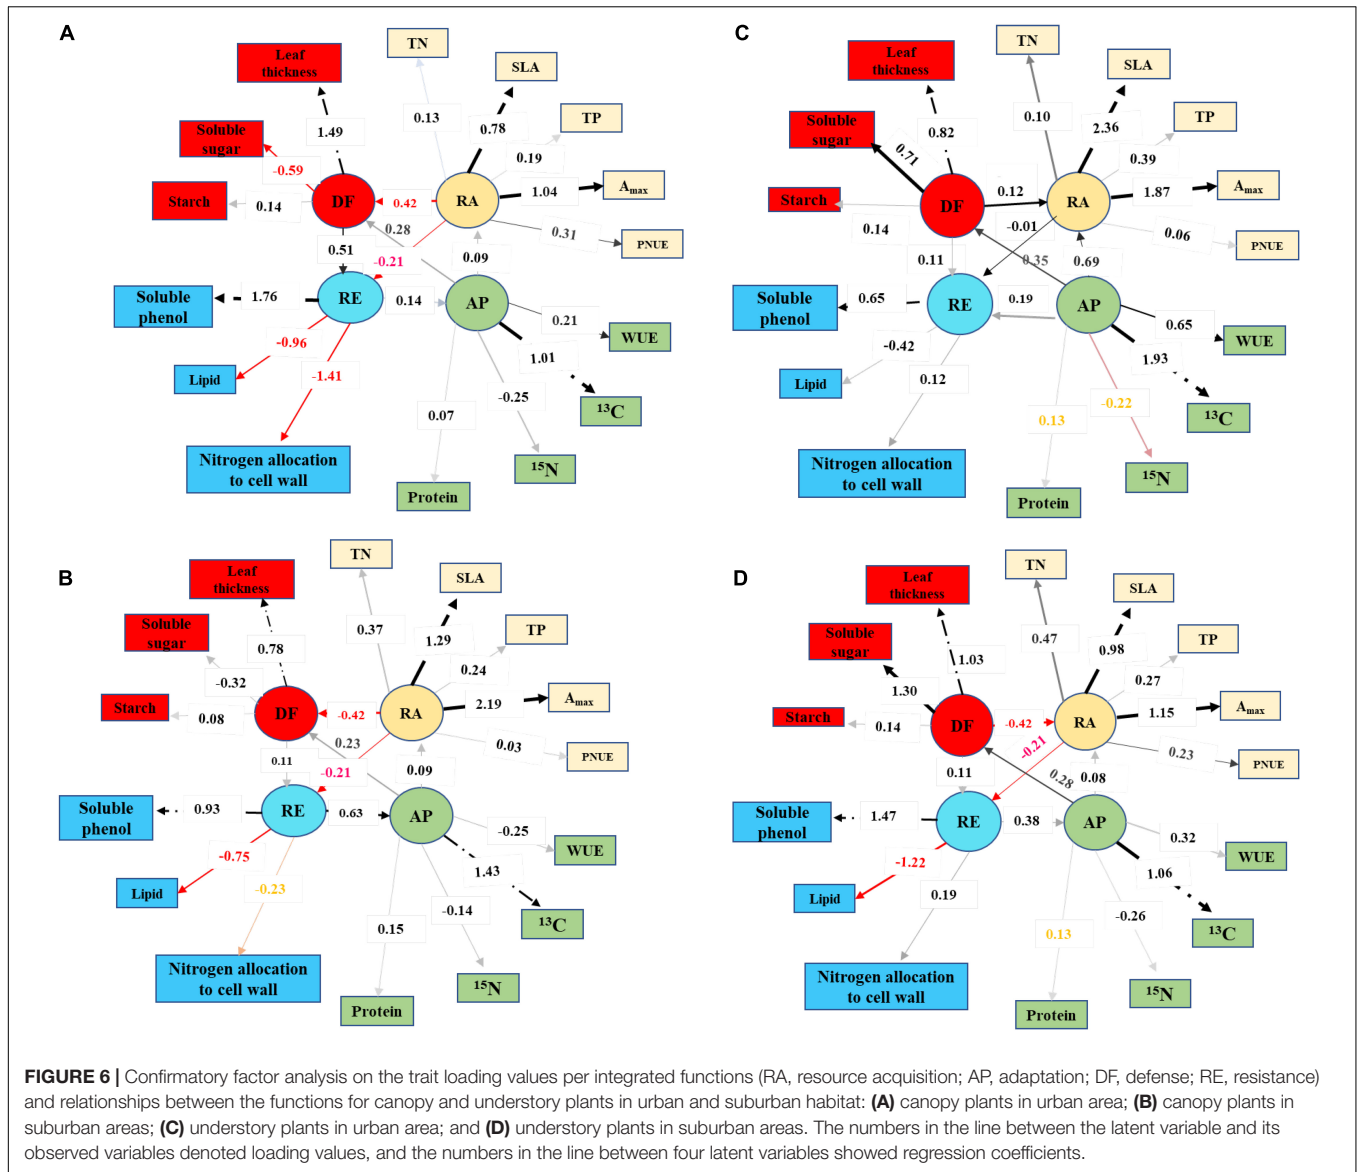 A
TN
Leaf
thickness
SLA
TP
Soluble
sugar
1.49
0.13
0.78
0.19
-0.59
Starch
0.14
DF
0.42
RA
1.04
Amax
0.28
0.31
PNUE
0.51
-0.21
0.09
Soluble
phenol
1.76
RE
0.14
AP
0.21
WUE
-0.96
1.01
Lipid
-1.41
-0.25
0.07
13C
Nitrogen allocation
to cell wall
15N
Protein
C
TN
Leaf
thickness
SLA
TP
Soluble
sugar
0.82
0.10
2.36
0.39
0.71
Starch
0.14
DF
0.12
RA
1.87
Amax
-0.01
0.06
PNUE
0.11
0.35
0.69
Soluble
phenol
0.65
RE
0.19
AP
0.65
WUE
-0.42
1.93
Lipid
0.12
-0.22
0.13
13C
Nitrogen allocation
to cell wall
15N
Protein
B
TN
Leaf
thickness
SLA
TP
Soluble
sugar
0.78
0.37
1.29
0.24
-0.32
Starch
0.08
DF
-0.42
RA
2.19
Amax
0.23
0.03
PNUE
0.11
-0.21
0.09
Soluble
phenol
0.93
RE
0.63
AP
-0.25
WUE
-0.75
1.43
Lipid
-0.23
-0.14
0.15
13C
Nitrogen allocation
to cell wall
15N
Protein
D
TN
Leaf
thickness
SLA
TP
Soluble
sugar
1.03
0.47
0.98
0.27
1.30
Starch
0.14
DF
-0.42
RA
1.15
Amax
-0.21
0.23
PNUE
0.11
0.28
0.08
Soluble
phenol
1.47
RE
0.38
AP
0.32
WUE
-1.22
1.06
Lipid
0.19
-0.26
0.13
13C
Nitrogen allocation
to cell wall
15N
Protein
FIGURE 6 | Confirmatory factor analysis on the trait loading values per integrated functions (RA, resource acquisition; AP, adaptation; DF, defense; RE, resistance)
and relationships between the functions for canopy and understory plants in urban and suburban habitat: (A) canopy plants in urban area; (B) canopy plants in
suburban areas; (C) understory plants in urban area; and (D) understory plants in suburban areas. The numbers in the line between the latent variable and its
observed variables denoted loading values, and the numbers in the line between four latent variables showed regression coefficients.